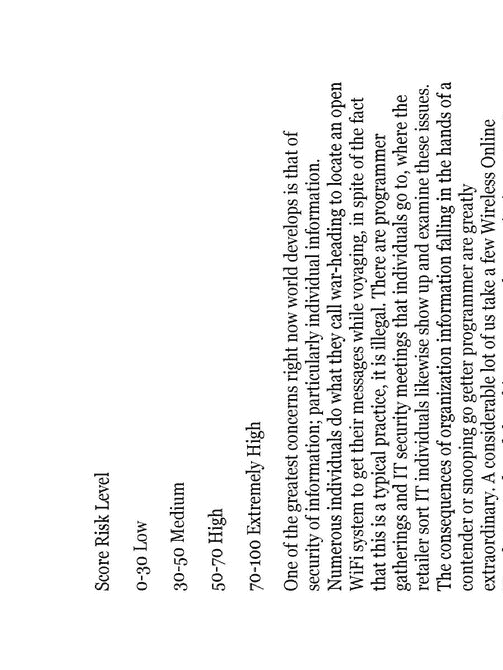 Score Risk Level
0-30 Low
30-50 Medium
50-70 High
70-100 Extremely High
One of the greatest concerns right now world develops is that of
security of information; particularly individual information.
Numerous individuals do what they call war-heading to locate an open
WiFi system to get their messages while voyaging, in spite of the fact
that this is a typical practice, it is illegal. There are programmer
gatherings and IT security meetings that individuals go to, where the
retailer sort IT individuals likewise show up and examine these issues.
The consequences of organization information falling in the hands of a
contender or snooping go getter programmer are greatly
extraordinary. A considerable lot of us take a few Wireless Online